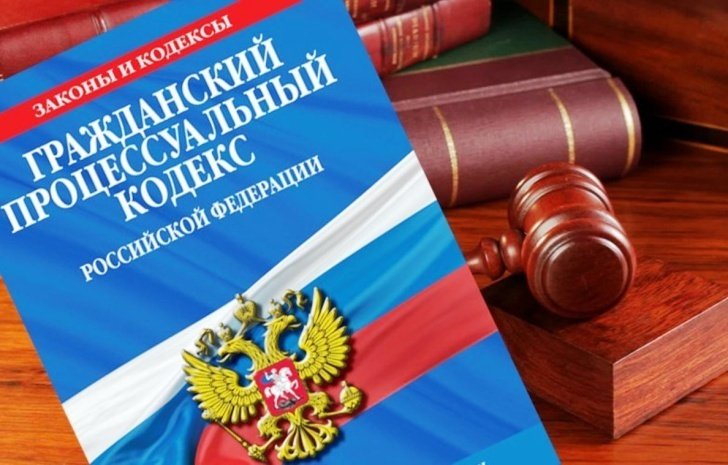 ЗАКОНЫ И КОДЕКСЫ
ГРАЖДАНСКИЙ
ПРОЦЕССУАЛЬНЫЙ
КОДЕКС
РОССИЙСКОЙ ФЕДЕРАЦИИ